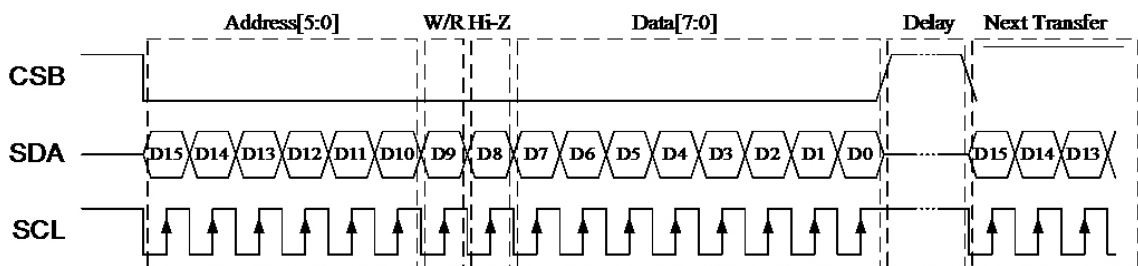 Address[5:0] W/R Hi-Z Data[7:0] Delay Next Transfer
CSB
SDA D15 D14 D13 D12 D11 D10 D9 D8 D7 D6 D5 D4 D3 D2 D1 D0 D15 D14 D13
SCL